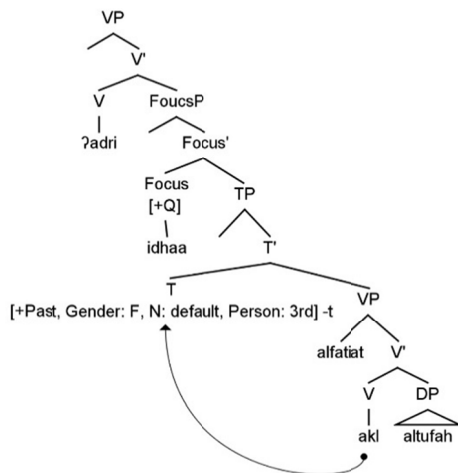 VP
V'
V FoucsP
ʔadri Focus'
Focus TP
[+Q]
idhaa T'
T VP
[+Past, Gender: F, N: default, Person: 3rd] -t
alfatiat V'
V DP
akl altufah